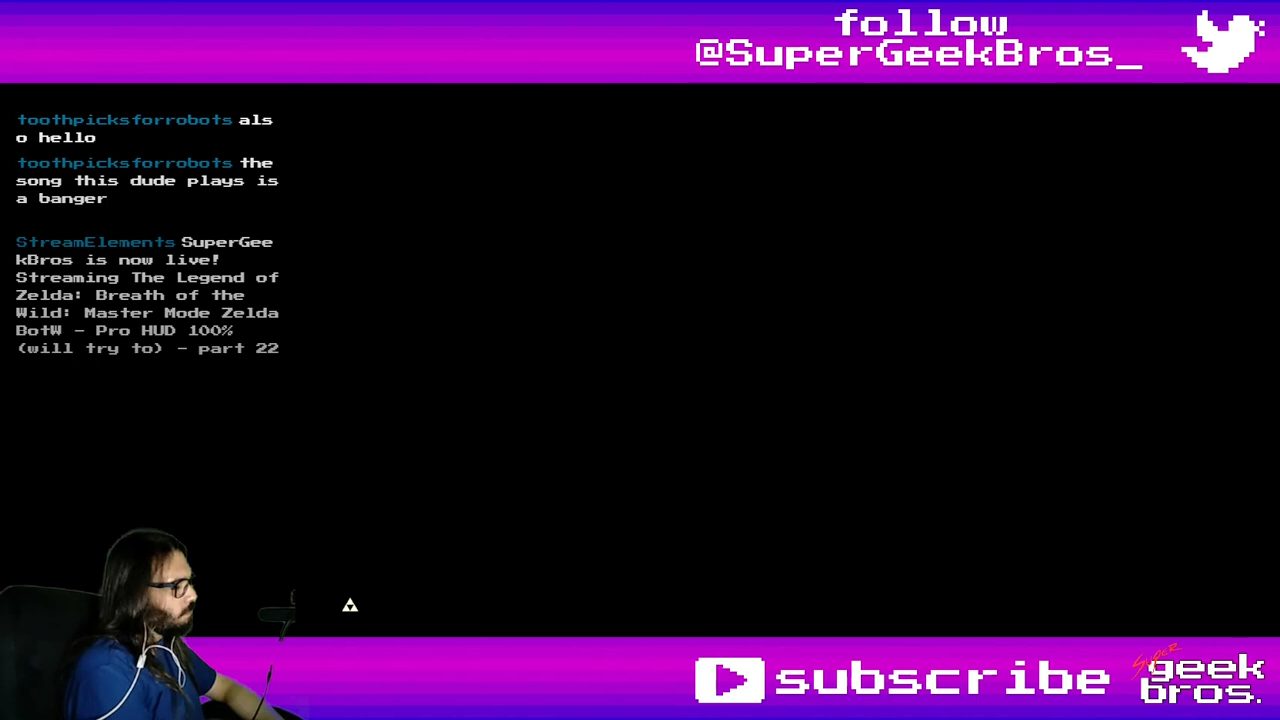 follow
@SuperGeekBros_
toothpicksforrobots als
o hello
toothpicksforrobots the
song this dude plays is
a banger
StreamElements SuperGee
kBros is now live!
Streaming The Legend of
Zelda: Breath of the
Wild: Master Mode Zelda
BotW - Pro HUD 100%
(will try to) - part 22
subscribe
SUPER
geek
bros.